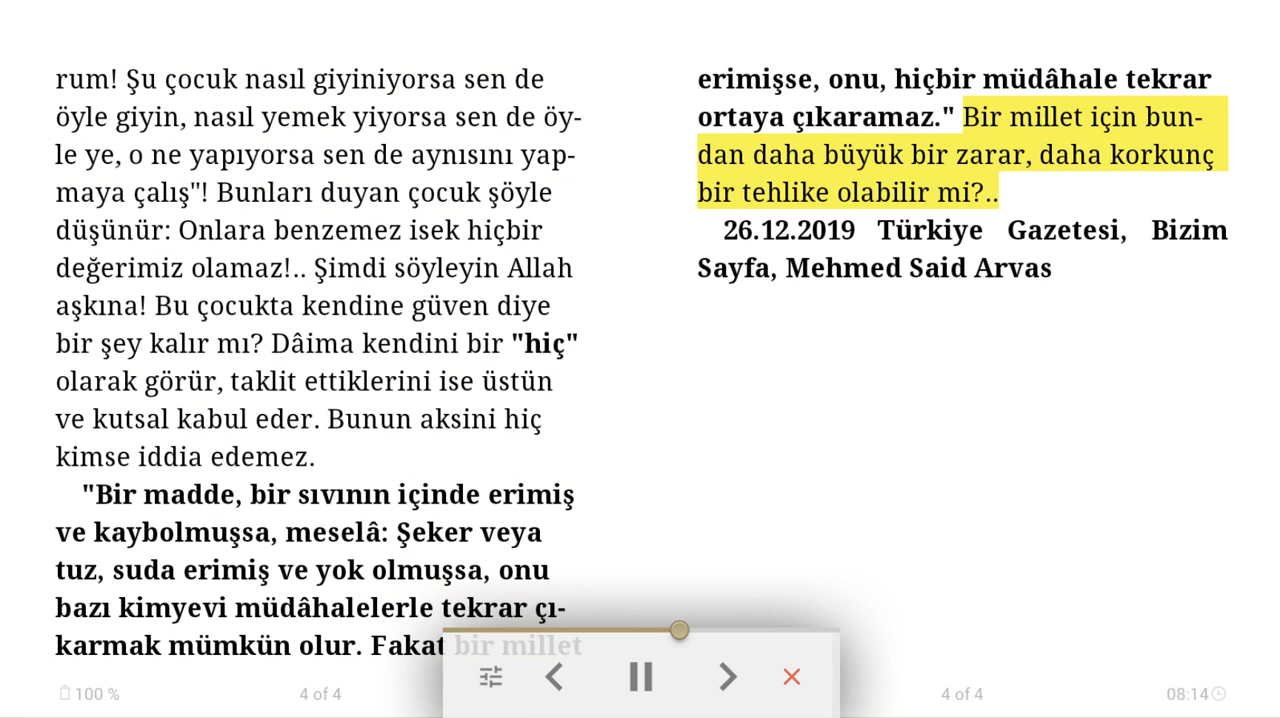 rum! Şu çocuk nasıl giyiniyorsa sen de
öyle giyin, nasıl yemek yiyorsa sen de öy-
le ye, o ne yapıyorsa sen de aynısını yap-
maya çalış"! Bunları duyan çocuk şöyle
düşünür: Onlara benzemez isek hiçbir
değerimiz olamaz!.. Şimdi söyleyin Allah
aşkına! Bu çocukta kendine güven diye
bir şey kalır mı? Dâima kendini bir "hiç"
olarak görür, taklit ettiklerini ise üstün
ve kutsal kabul eder. Bunun aksini hiç
kimse iddia edemez.
"Bir madde, bir sıvının içinde erimiş
ve kaybolmuşsa, meselâ: Şeker veya
tuz, suda erimiş ve yok olmuşsa, onu
bazı kimyevi müdâhalelerle tekrar çı-
karmak mümkün olur. Fakat bir millet
erimişse, onu, hiçbir müdâhale tekrar
ortaya çıkaramaz." Bir millet için bun-
dan daha büyük bir zarar, daha korkunç
bir tehlike olabilir mi?..
26.12.2019 Türkiye Gazetesi, Bizim
Sayfa, Mehmed Said Arvas
100 %
4 of 4
4 of 4
08:14